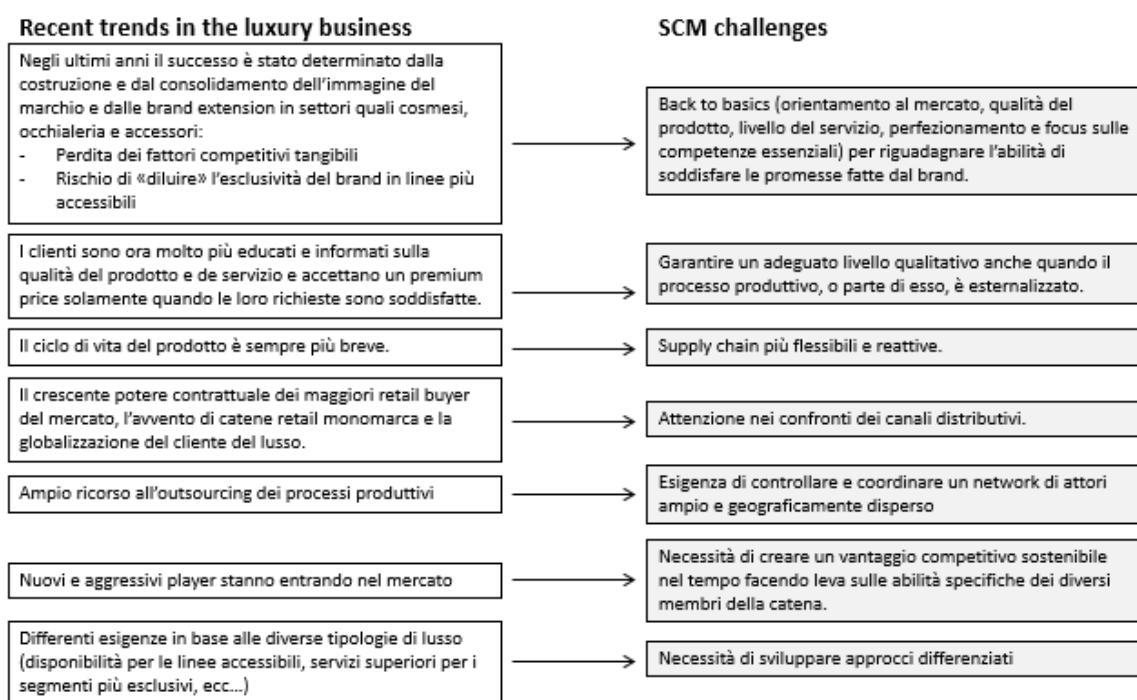 Recent trends in the luxury business
SCM challenges
Negli ultimi anni il successo è stato determinato dalla
costruzione e dal consolidamento dell'immagine del
marchio e dalle brand extension in settori quali cosmesi,
occhialeria e accessori:
- Perdita dei fattori competitivi tangibili
- Rischio di «diluire» l'esclusività del brand in linee più
accessibili
Back to basics (orientamento al mercato, qualità del
prodotto, livello del servizio, perfezionamento e focus sulle
competenze essenziali) per riguadagnare l'abilità di
soddisfare le promesse fatte dal brand.
I clienti sono ora molto più educati e informati sulla
qualità del prodotto e de servizio e accettano un premium
price solamente quando le loro richieste sono soddisfatte.
Garantire un adeguato livello qualitativo anche quando il
processo produttivo, o parte di esso, è esternalizzato.
Il ciclo di vita del prodotto è sempre più breve.
Supply chain più flessibili e reattive.
Il crescente potere contrattuale dei maggiori retail buyer
del mercato, l'avvento di catene retail monomarca e la
globalizzazione del cliente del lusso.
Attenzione nei confronti dei canali distributivi.
Ampio ricorso all'outsourcing dei processi produttivi
Esigenza di controllare e coordinare un network di attori
ampio e geograficamente disperso
Nuovi e aggressivi player stanno entrando nel mercato
Necessità di creare un vantaggio competitivo sostenibile
nel tempo facendo leva sulle abilità specifiche dei diversi
membri della catena.
Differenti esigenze in base alle diverse tipologie di lusso
(disponibilità per le linee accessibili, servizi superiori per i
segmenti più esclusivi, ecc...)
Necessità di sviluppare approcci differenziati